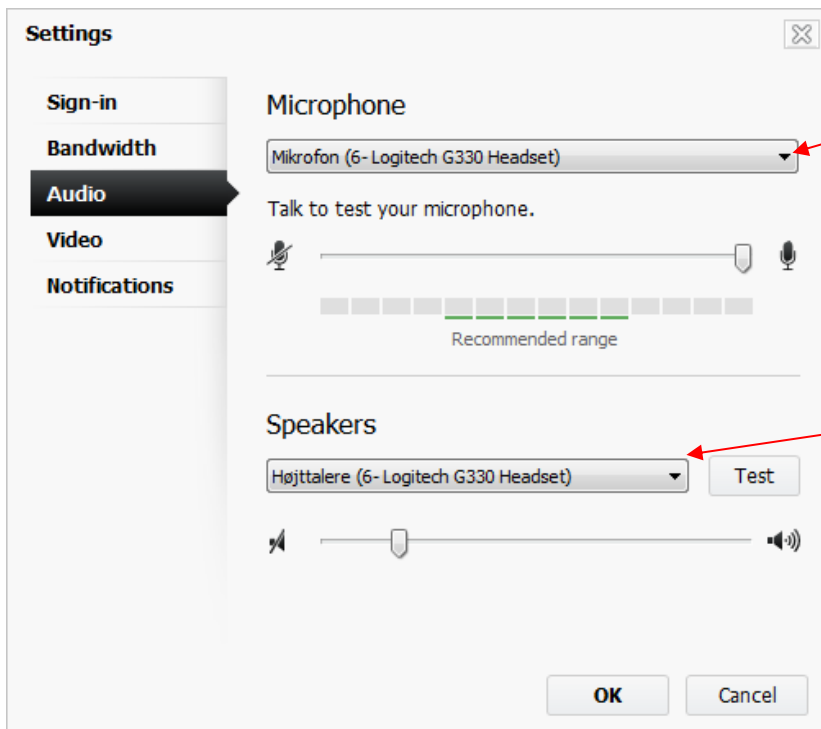 Settings
Sign-in
Bandwidth
Audio
Video
Notifications
Microphone
Mikrofon (6- Logitech G330 Headset)
Talk to test your microphone.
Recommended range
Speakers
Højttalere (6- Logitech G330 Headset)
Test
OK
Cancel